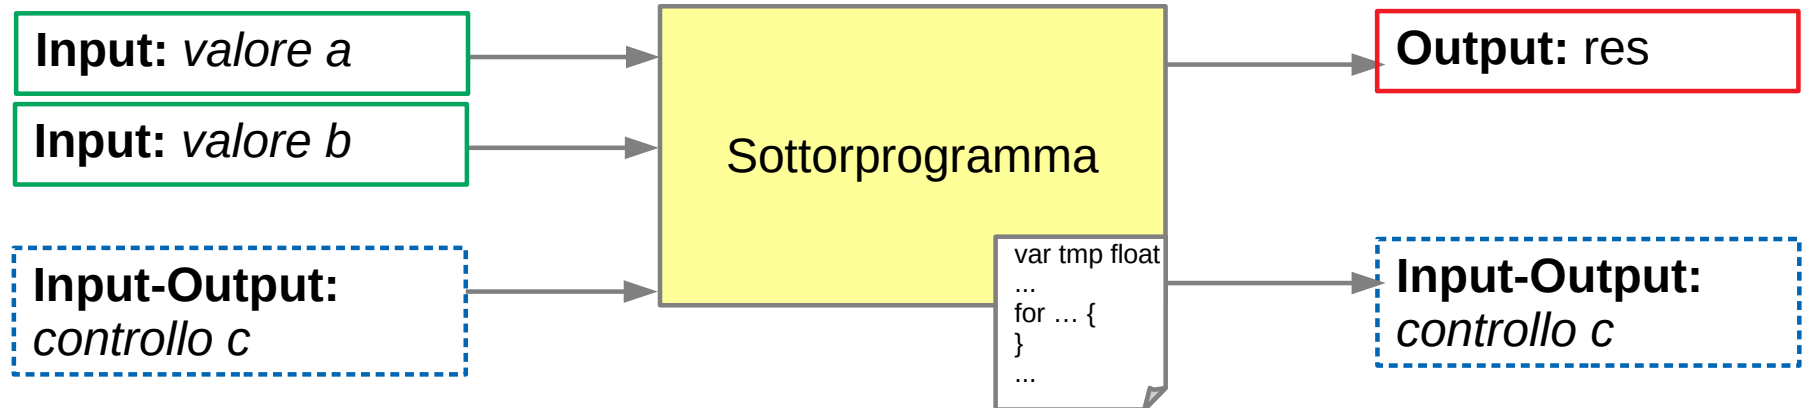 Input: valore a
Input: valore b
Input-Output:
controllo c
Sottorprogramma
var tmp float
...
for … {
}
...
Output: res
Input-Output:
controllo c